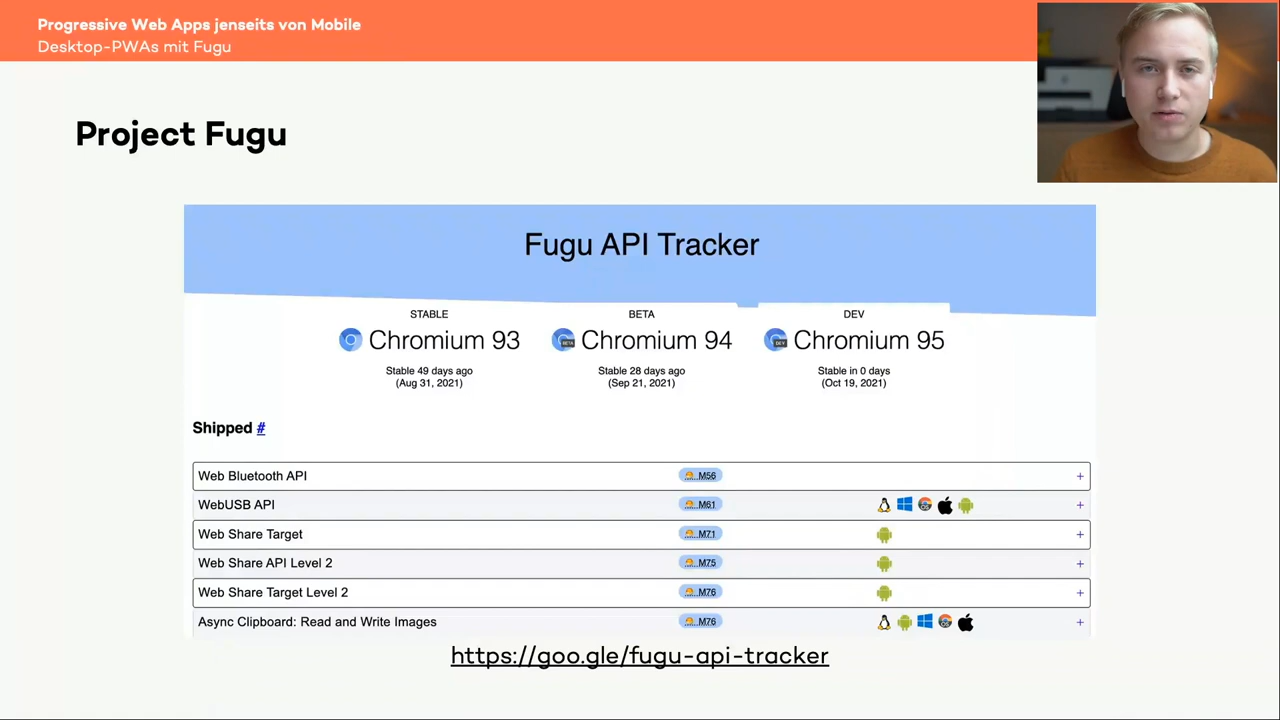 Progressive Web Apps jenseits von Mobile
Desktop-PWAs mit Fugu
Project Fugu
Fugu API Tracker
STABLE
Chromium 93
Stable 49 days ago
(Aug 31, 2021)
BETA
Chromium 94
Stable 28 days ago
(Sep 21, 2021)
DEV
Chromium 95
Stable in 0 days
(Oct 19, 2021)
Shipped #
Web Bluetooth API M56 +
WebUSB API M61 +
Web Share Target M71 +
Web Share API Level 2 M75 +
Web Share Target Level 2 M76 +
Async Clipboard: Read and Write Images M76 +
https://goo.gle/fugu-api-tracker